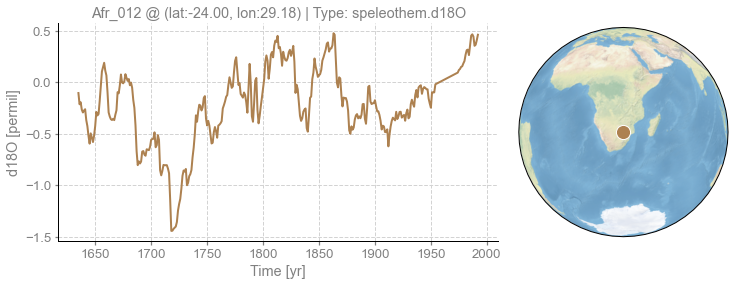 Afr_012 @ (lat:-24.00, lon:29.18) | Type: speleothem.d18O
0.5
0.0
−0.5
−1.0
−1.5
d18O [permil]
1650 1700 1750 1800 1850 1900 1950 2000
Time [yr]